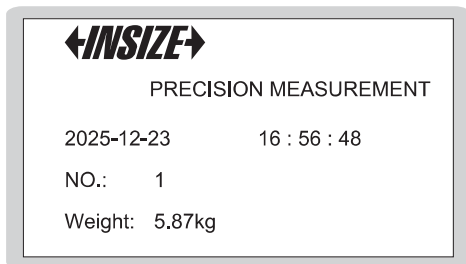 INSIZE
PRECISION MEASUREMENT
2025-12-23 16 : 56 : 48
NO.: 1
Weight: 5.87kg